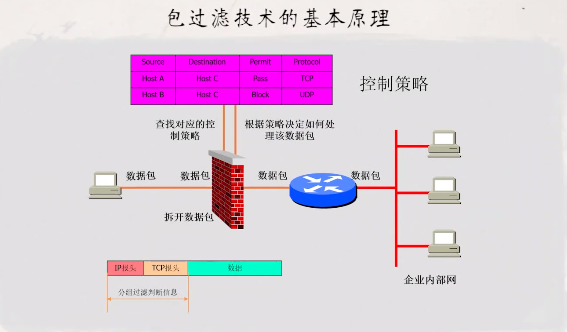 包过滤技术的基本原理
Source Destination Permit Protocol
Host A Host C Pass TCP
Host B Host C Block UDP
控制策略
查找对应的控
制策略
根据策略决定如何处
理该数据包
数据包
数据包
数据包
数据包
拆开数据包
IP报头 TCP报头 数据
分组过滤判断信息
企业内部网